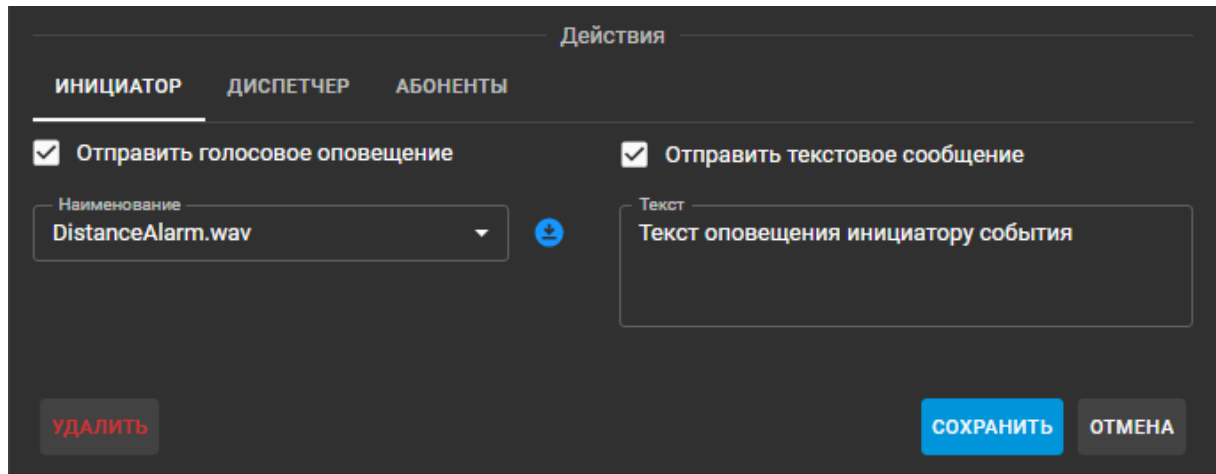 Действия
ИНИЦИАТОР ДИСПЕТЧЕР АБОНЕНТЫ
Отправить голосовое оповещение
Отправить текстовое сообщение
Наименование
DistanceAlarm.wav
Текст
Текст оповещения инициатору события
УДАЛИТЬ СОХРАНИТЬ ОТМЕНА